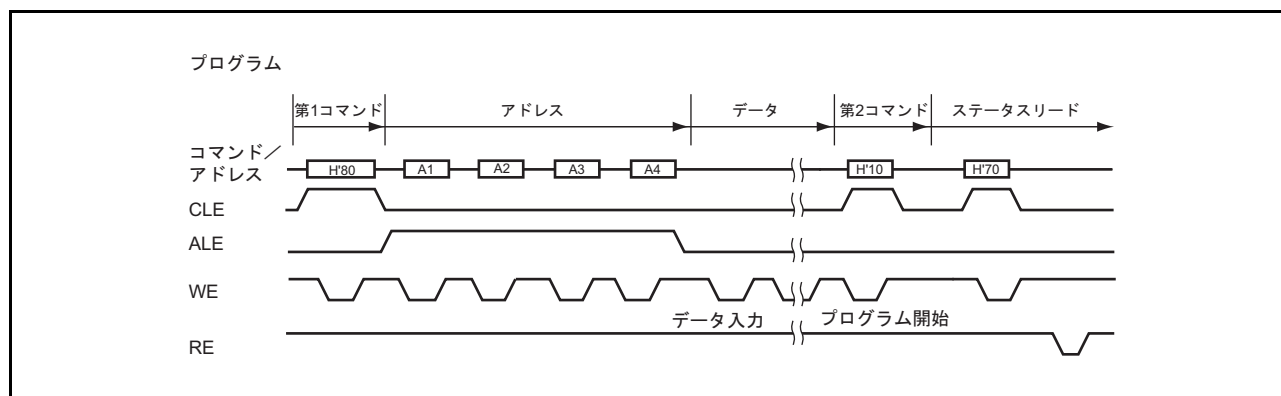 プログラム
第1コマンド アドレス データ 第2コマンド ステータスリード
コマンド／
アドレス
H'80 A1 A2 A3 A4 H'10 H'70
CLE
ALE
WE
データ入力 プログラム開始
RE